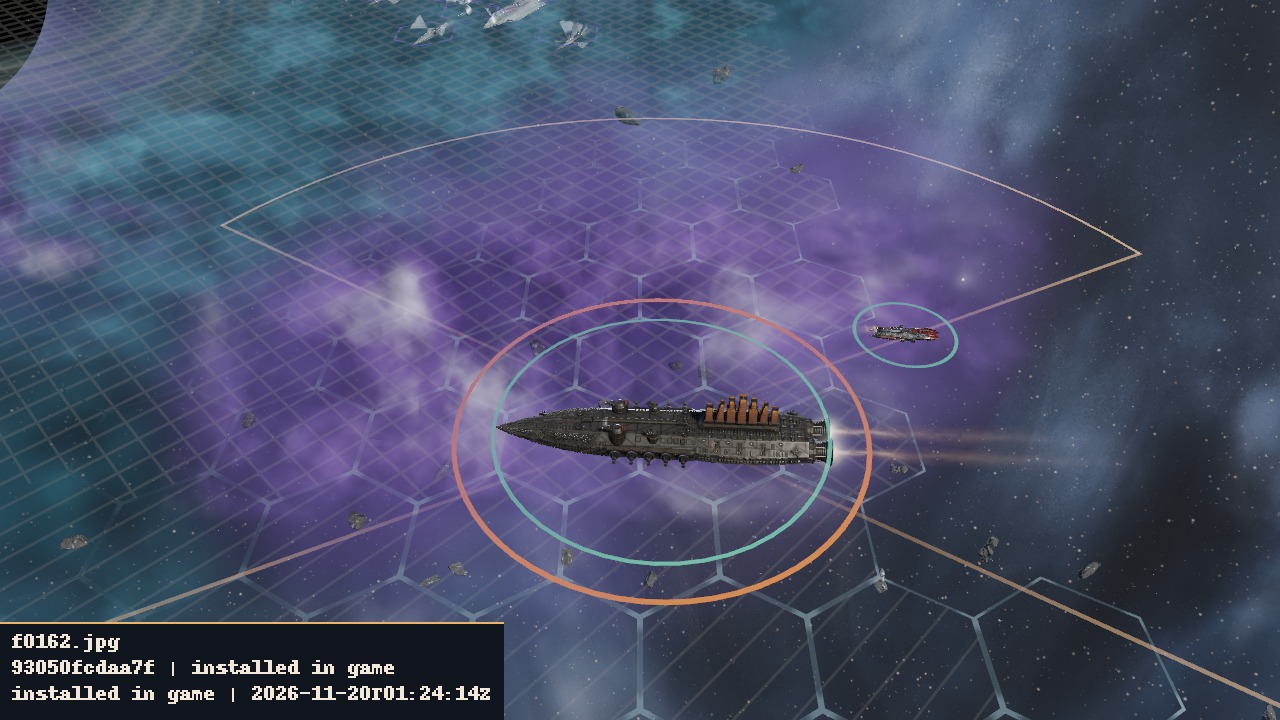 f0162.jpg
93050fcdaa7f | installed in game
installed in game | 2026-11-20T01:24:14Z